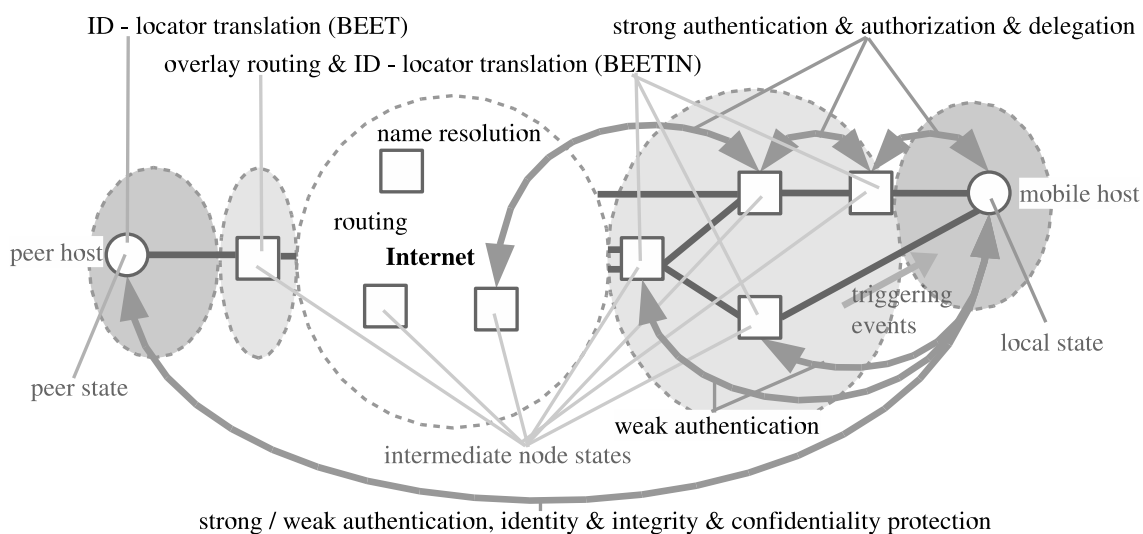 ID - locator translation (BEET)
strong authentication & authorization & delegation
overlay routing & ID - locator translation (BEETIN)
name resolution
mobile host
routing
peer host
Internet
triggering
events
local state
peer state
weak authentication
intermediate node states
strong / weak authentication, identity & integrity & confidentiality protection